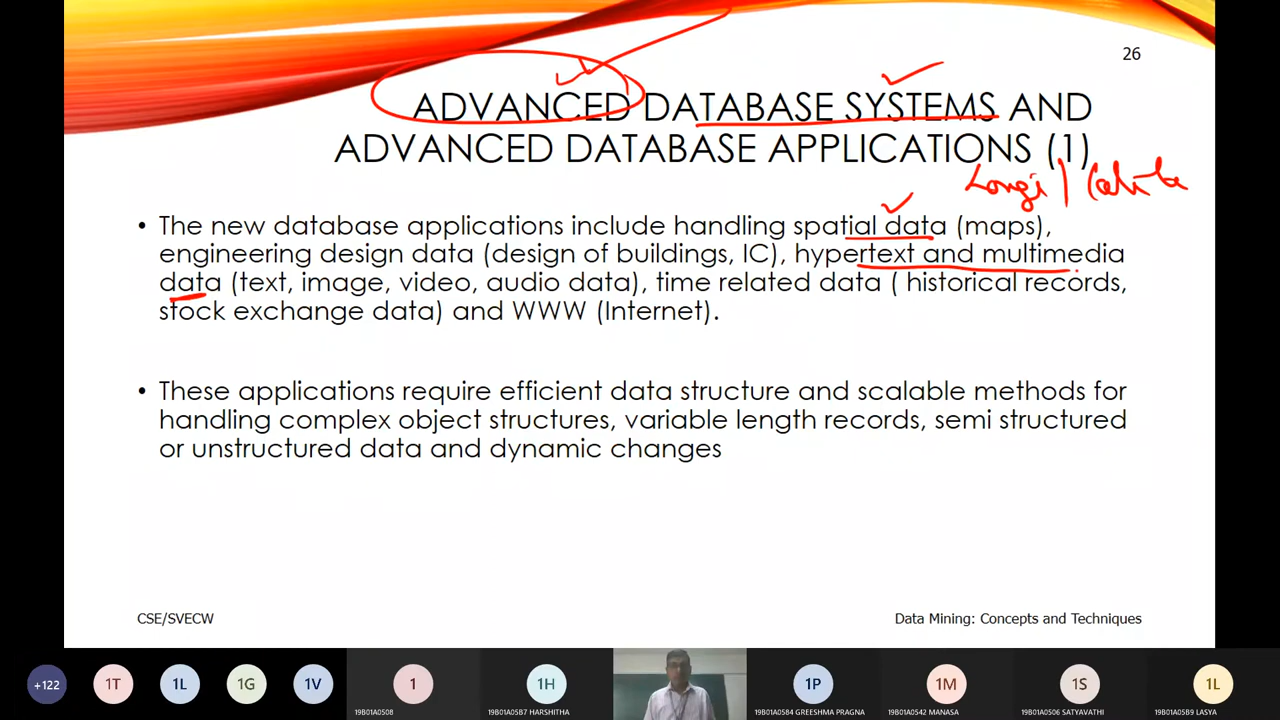 26
ADVANCED DATABASE SYSTEMS AND
ADVANCED DATABASE APPLICATIONS (1)
Longi |
• The new database applications include handling spatial data (maps),
engineering design data (design of buildings, IC), hypertext and multimedia
data (text, image, video, audio data), time related data ( historical records,
stock exchange data) and WWW (Internet).
• These applications require efficient data structure and scalable methods for
handling complex object structures, variable length records, semi structured
or unstructured data and dynamic changes
CSE/SVECW
Data Mining: Concepts and Techniques
+122
1T
1L
1G
1V
1
19B01A0508
1H
19B01A0587 HARSHITHA
1P
19B01A0584 GREESHMA PRAGNA
1M
19B01A0542 MANASA
1S
19B01A0506 SATYAVATHI
1L
19B01A0589 LASYA